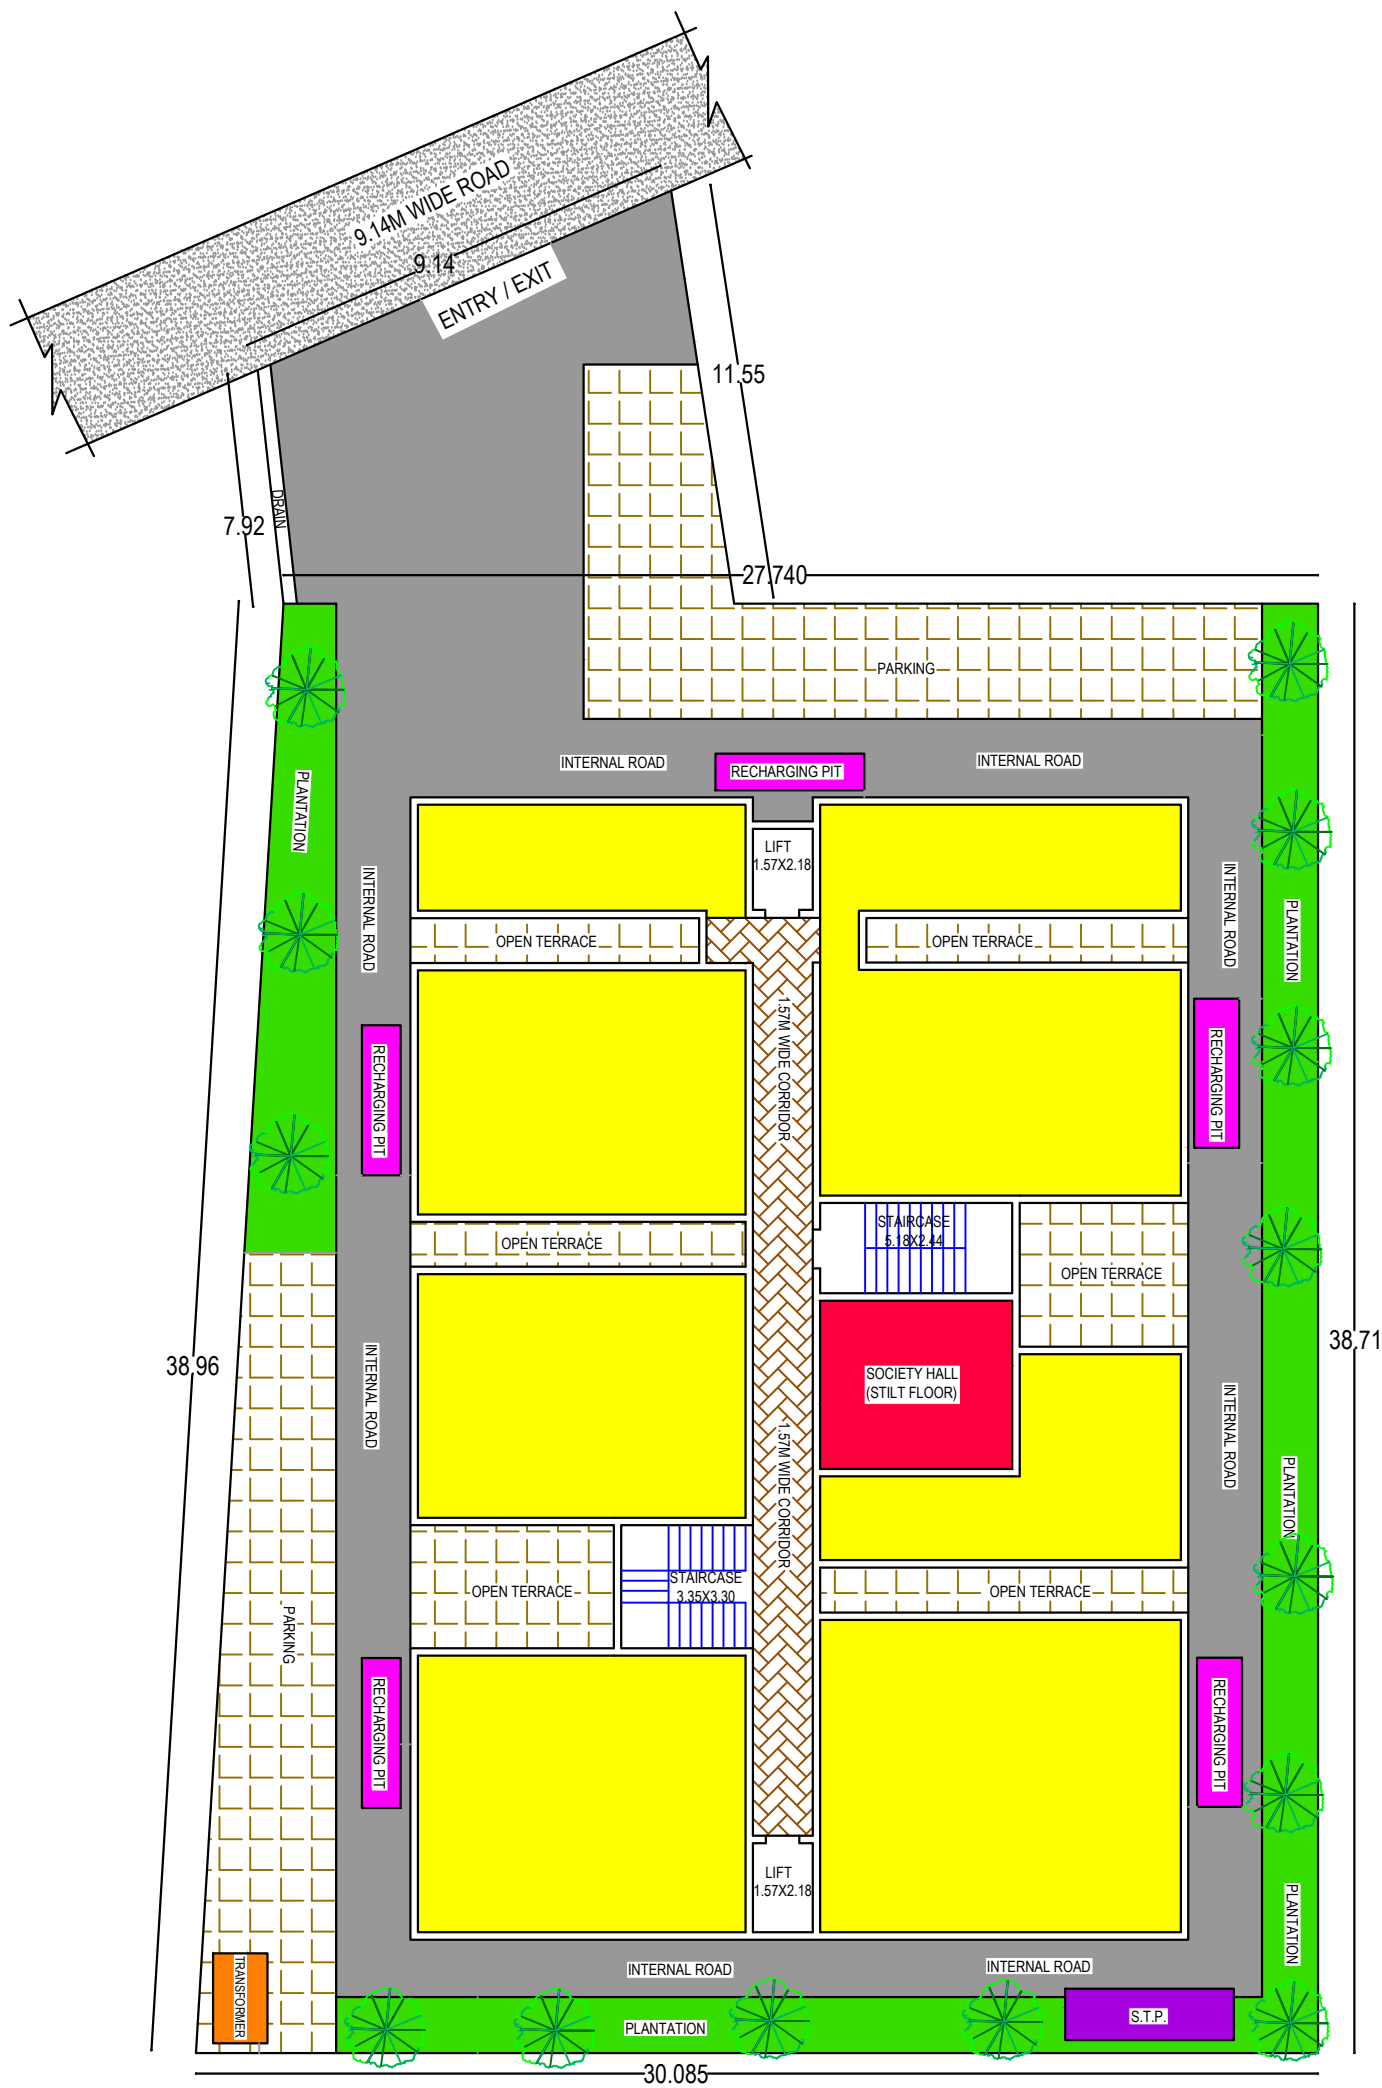 9.14M WIDE ROAD
9.14
ENTRY / EXIT
11.55
7.92
DRAIN
27.740
PARKING
INTERNAL ROAD
RECHARGING PIT
INTERNAL ROAD
PLANTATION
LIFT
1.57X2.18
INTERNAL ROAD
INTERNAL ROAD
PLANTATION
OPEN TERRACE
OPEN TERRACE
1.57M WIDE CORRIDOR
RECHARGING PIT
RECHARGING PIT
STAIRCASE
5.18X2.44
OPEN TERRACE
OPEN TERRACE
38.96
38.71
SOCIETY HALL
(STILT FLOOR)
INTERNAL ROAD
INTERNAL ROAD
1.57M WIDE CORRIDOR
PLANTATION
STAIRCASE
3.35X3.30
OPEN TERRACE
OPEN TERRACE
PARKING
RECHARGING PIT
RECHARGING PIT
LIFT
1.57X2.18
PLANTATION
INTERNAL ROAD
INTERNAL ROAD
TRANSFORMER
S.T.P.
PLANTATION
30.085